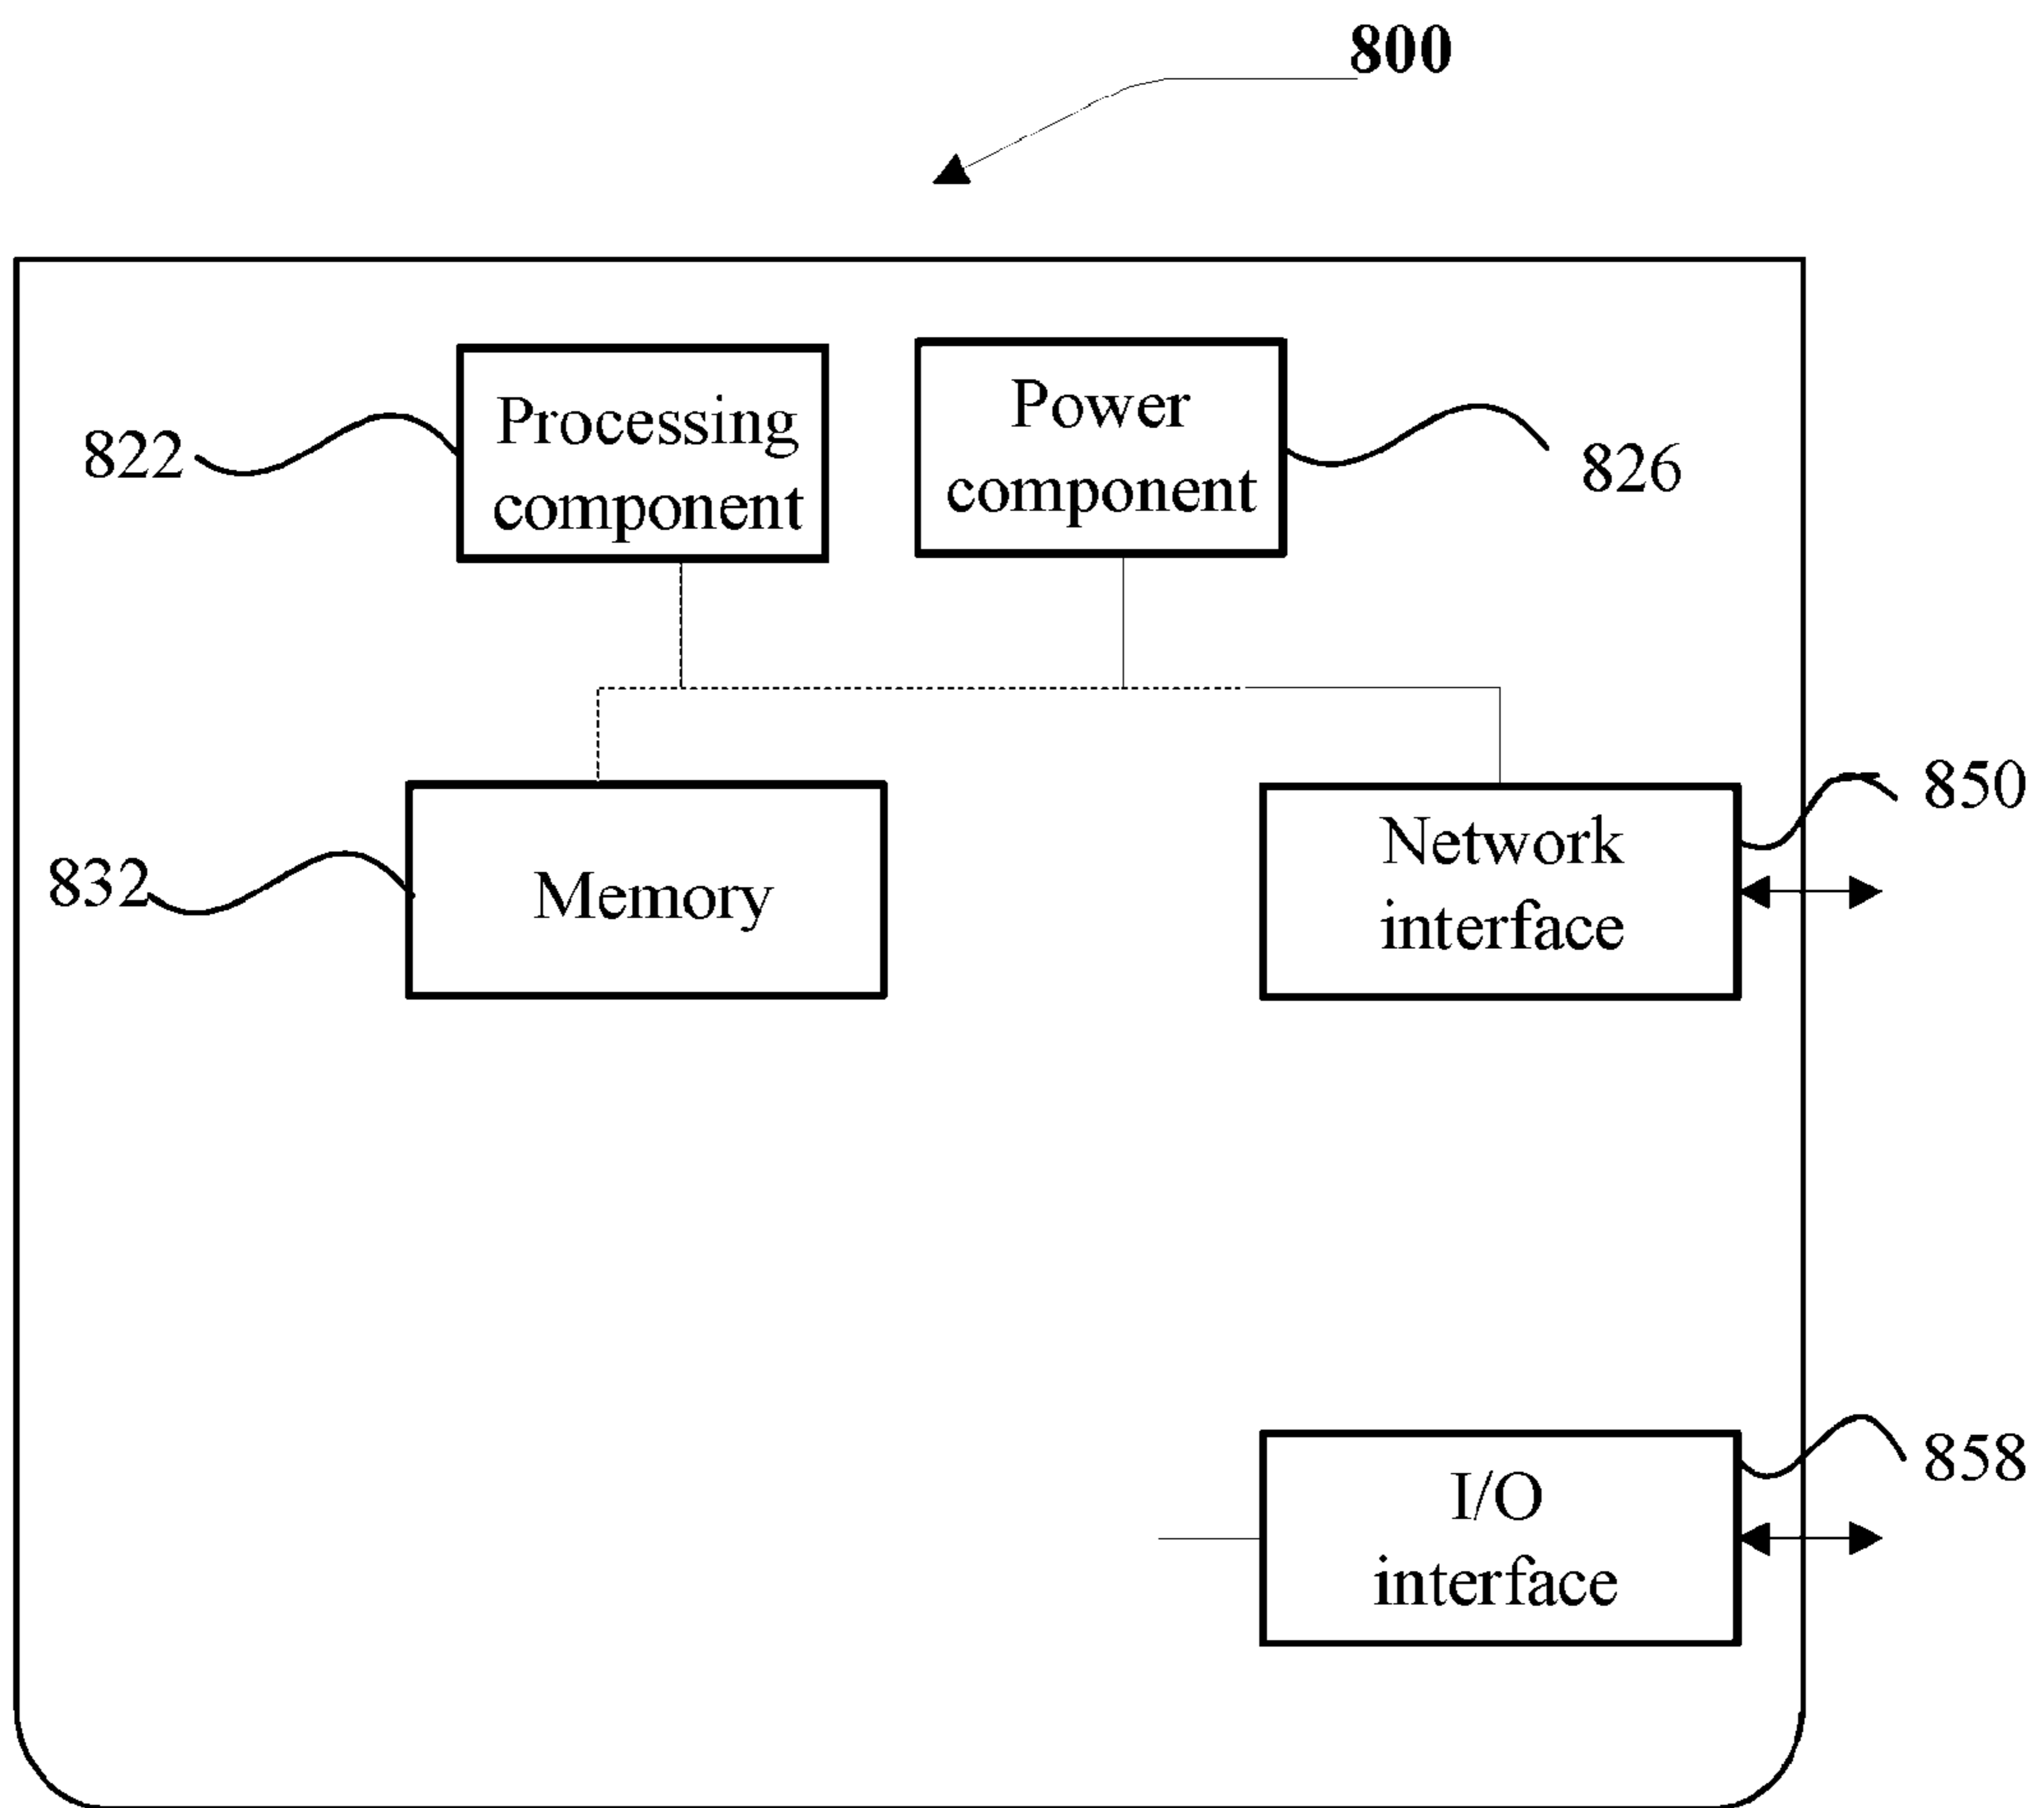 800
Processing
component
Power
component
822
826
Memory
832
Network
interface
850
I/O
interface
858